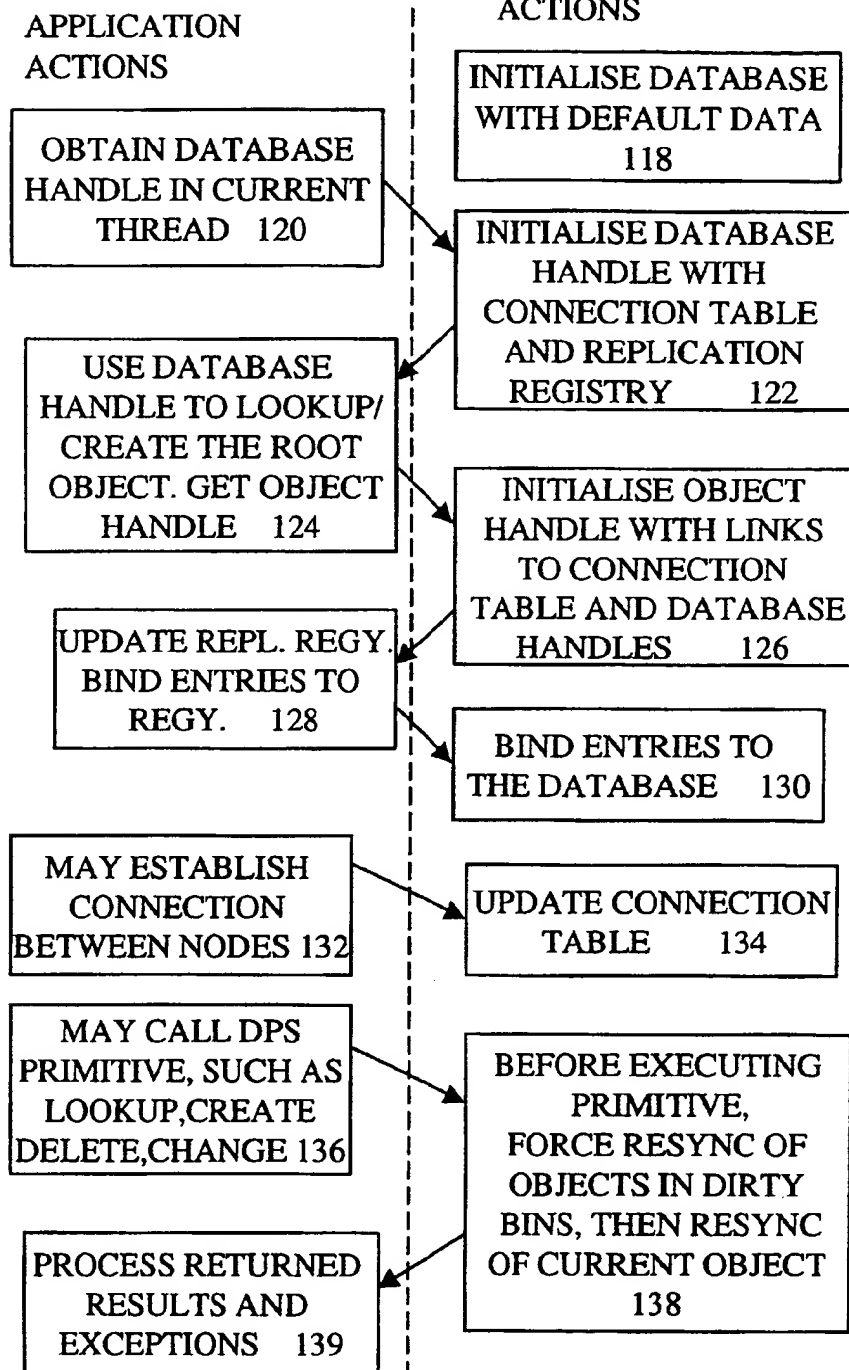 APPLICATION
ACTIONS
ACTIONS
INITIALISE DATABASE
WITH DEFAULT DATA
118
OBTAIN DATABASE
HANDLE IN CURRENT
THREAD 120
INITIALISE DATABASE
HANDLE WITH
CONNECTION TABLE
AND REPLICATION
REGISTRY 122
USE DATABASE
HANDLE TO LOOKUP/
CREATE THE ROOT
OBJECT. GET OBJECT
HANDLE 124
INITIALISE OBJECT
HANDLE WITH LINKS
TO CONNECTION
TABLE AND DATABASE
HANDLES 126
UPDATE REPL. REGY.
BIND ENTRIES TO
REGY. 128
BIND ENTRIES TO
THE DATABASE 130
MAY ESTABLISH
CONNECTION
BETWEEN NODES 132
UPDATE CONNECTION
TABLE 134
MAY CALL DPS
PRIMITIVE, SUCH AS
LOOKUP,CREATE
DELETE,CHANGE 136
BEFORE EXECUTING
PRIMITIVE,
FORCE RESYNC OF
OBJECTS IN DIRTY
BINS, THEN RESYNC
OF CURRENT OBJECT
138
PROCESS RETURNED
RESULTS AND
EXCEPTIONS 139